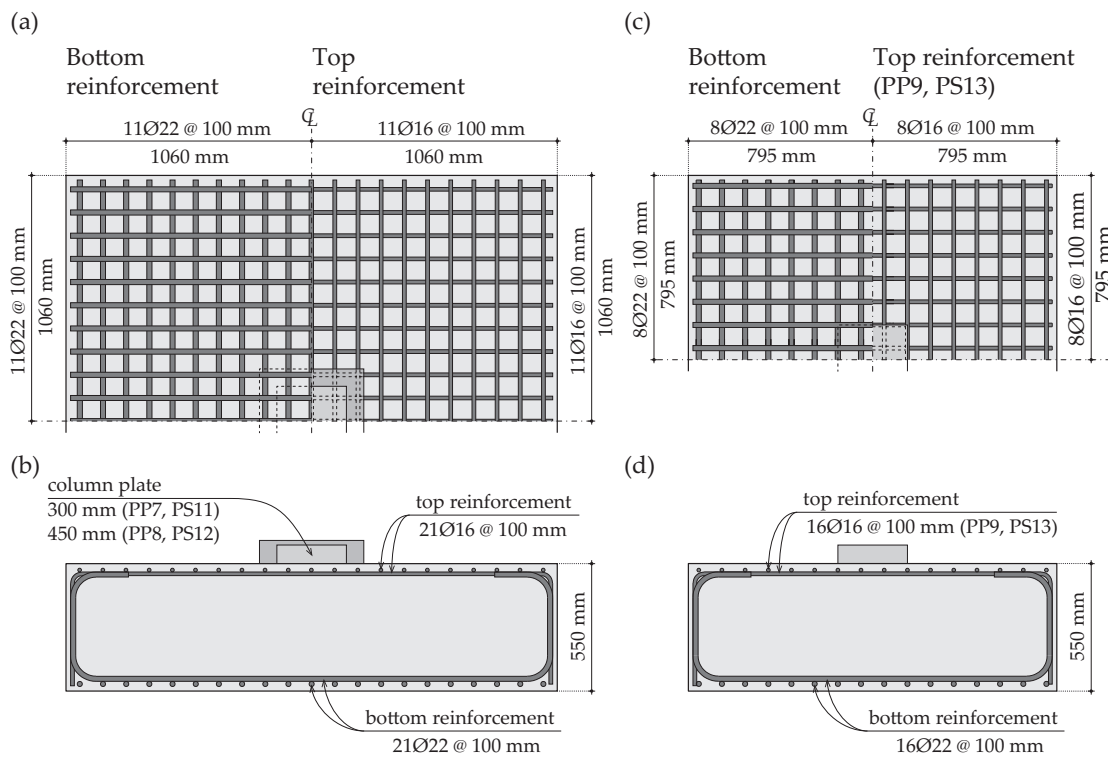 (a)
Bottom
reinforcement
Top
reinforcement
℄
11Ø22 @ 100 mm
11Ø16 @ 100 mm
1060 mm
1060 mm
11Ø22 @ 100 mm
1060 mm
11Ø16 @ 100 mm
1060 mm
(c)
Bottom
reinforcement
Top reinforcement
(PP9, PS13)
℄
8Ø22 @ 100 mm
8Ø16 @ 100 mm
795 mm
795 mm
8Ø22 @ 100 mm
795 mm
8Ø16 @ 100 mm
795 mm
(b)
column plate
300 mm (PP7, PS11)
450 mm (PP8, PS12)
top reinforcement
21Ø16 @ 100 mm
550 mm
bottom reinforcement
21Ø22 @ 100 mm
(d)
top reinforcement
16Ø16 @ 100 mm (PP9, PS13)
550 mm
bottom reinforcement
16Ø22 @ 100 mm